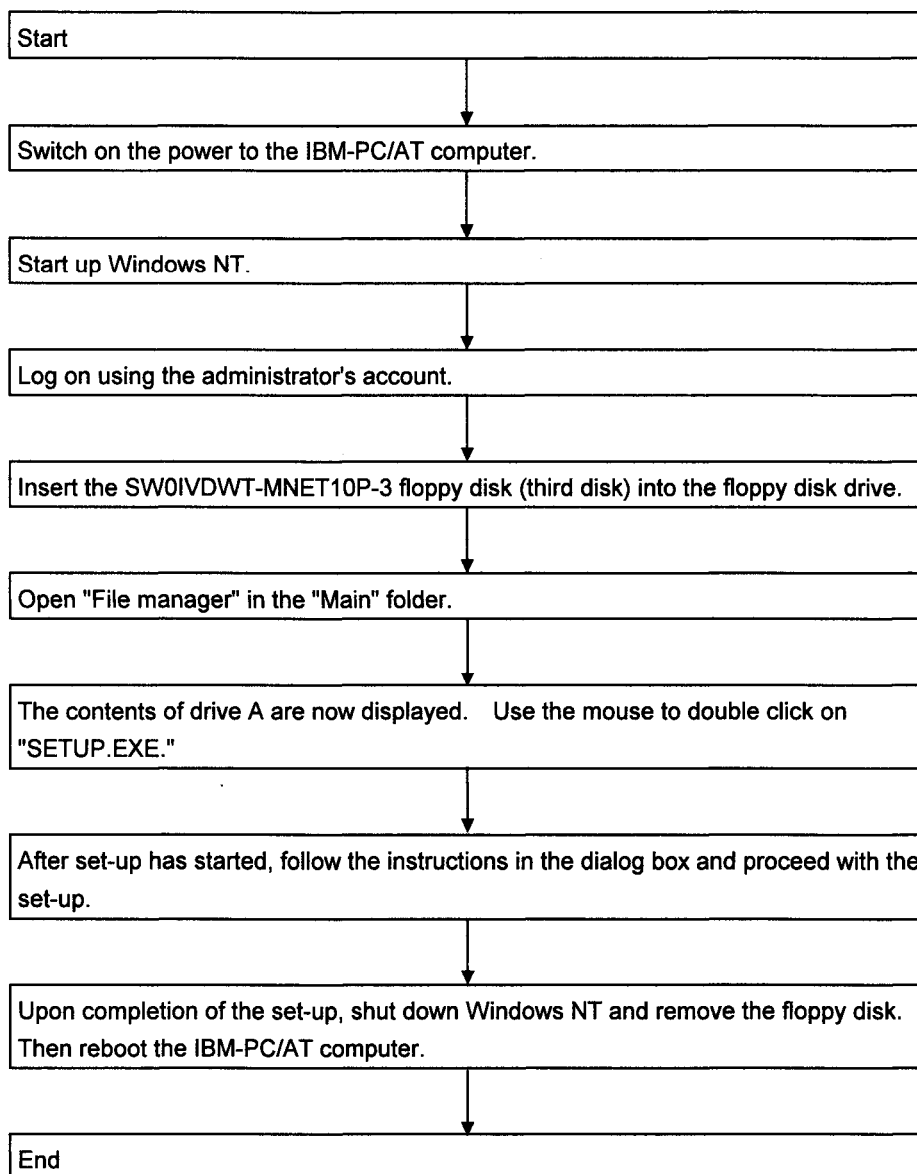 Start
Switch on the power to the IBM-PC/AT computer.
Start up Windows NT.
Log on using the administrator's account.
Insert the SW0IVDWT-MNET10P-3 floppy disk (third disk) into the floppy disk drive.
Open "File manager" in the "Main" folder.
The contents of drive A are now displayed.   Use the mouse to double click on
"SETUP.EXE."
After set-up has started, follow the instructions in the dialog box and proceed with the
set-up.
Upon completion of the set-up, shut down Windows NT and remove the floppy disk.
Then reboot the IBM-PC/AT computer.
End